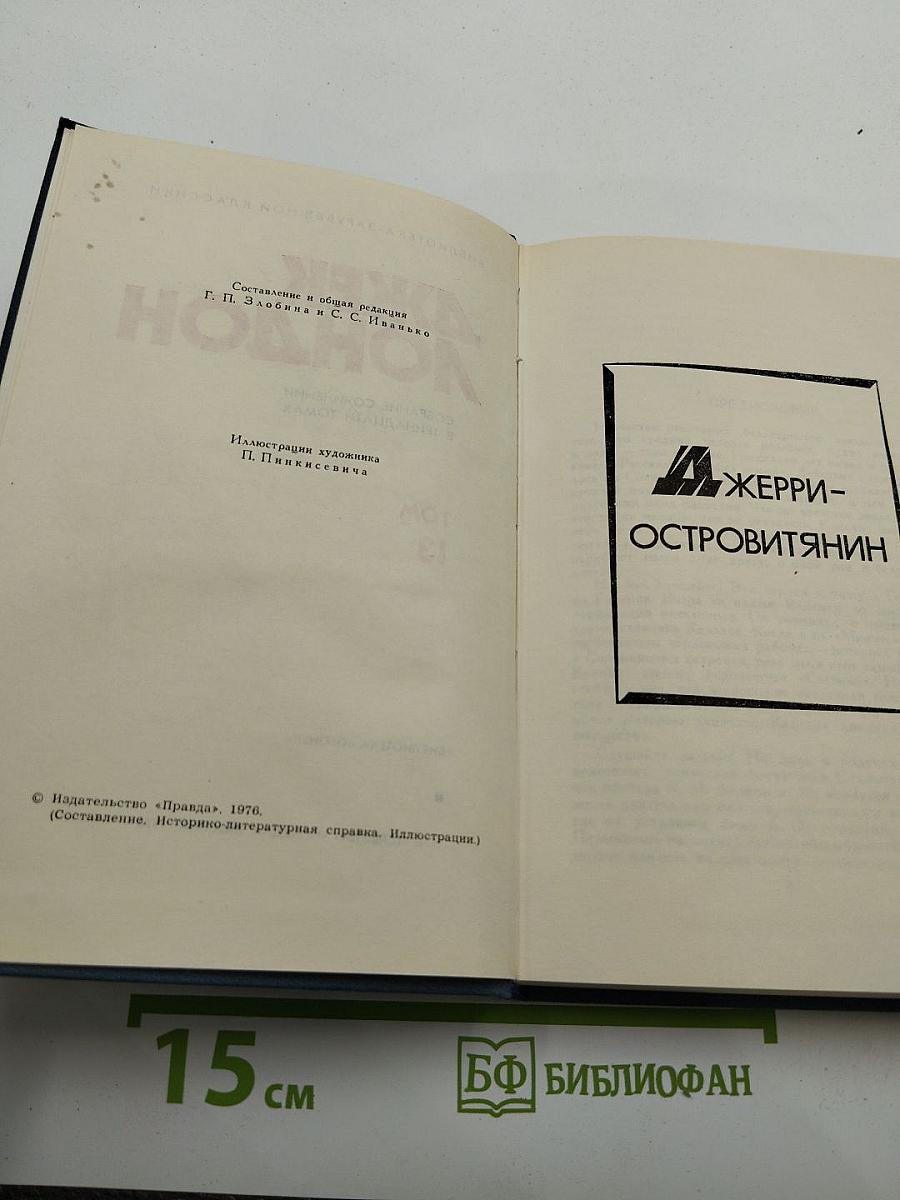 Составление и общая редакция
Г. П. Злобина и С. С. Иванько
Иллюстрации художника
П. Пинкисевича
© Издательство «Правда». 1976.
(Составление. Историко-литературная справка. Иллюстрации.)
ДЖЕРРИ–
ОСТРОВИТЯНИН
15 см
БФ БИБЛИОФАН